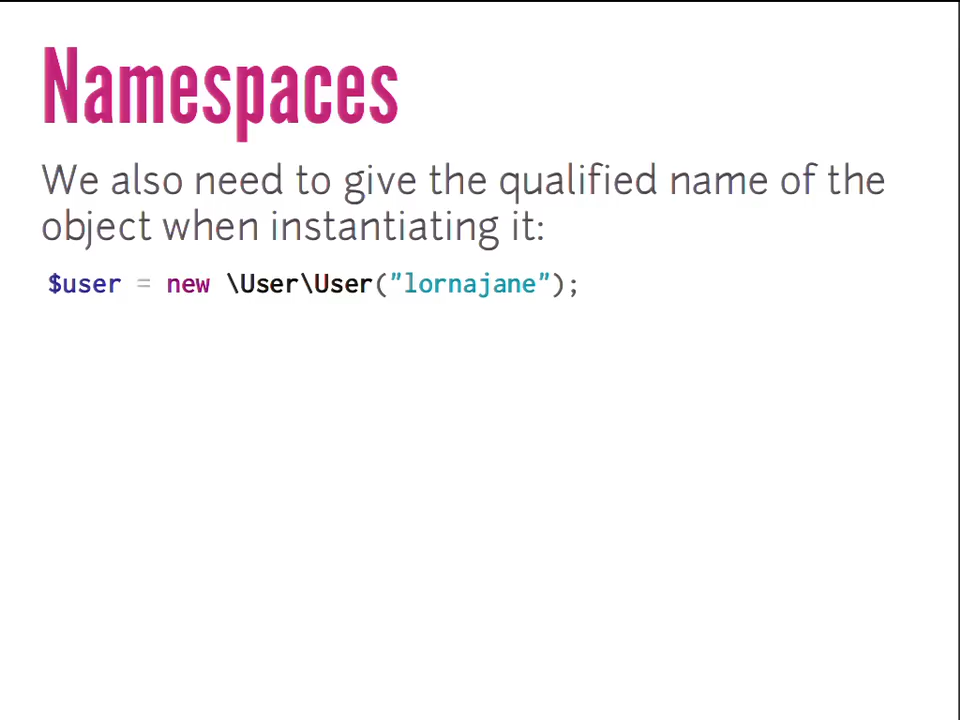 Namespaces
We also need to give the qualified name of the
object when instantiating it:
$user = new \User\User("lornajane");